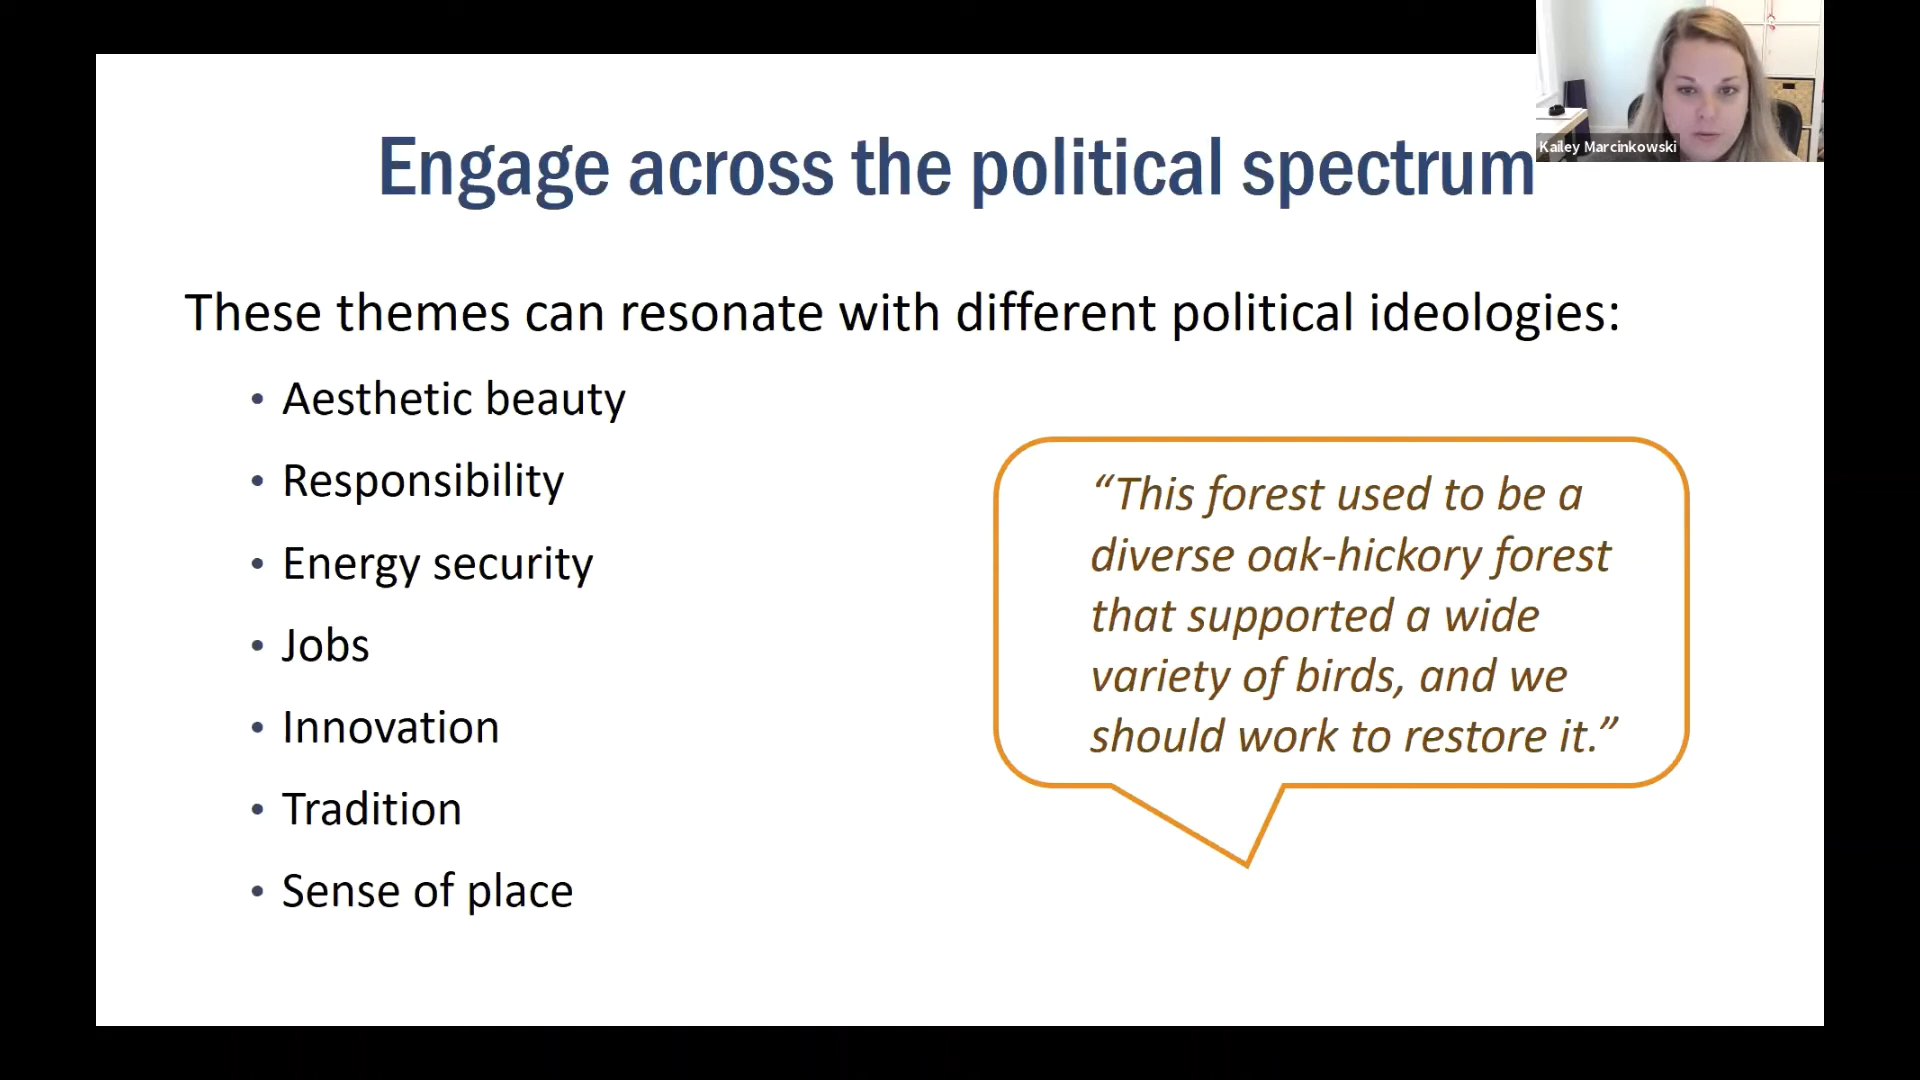 Kailey Marcinkowski
Engage across the political spectrum
These themes can resonate with different political ideologies:
• Aesthetic beauty
• Responsibility
• Energy security
• Jobs
• Innovation
• Tradition
• Sense of place
“This forest used to be a
diverse oak-hickory forest
that supported a wide
variety of birds, and we
should work to restore it.”